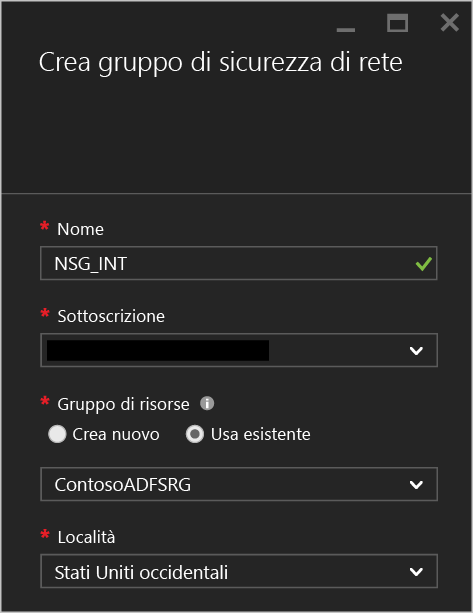 Crea gruppo di sicurezza di rete
* Nome
NSG_INT
* Sottoscrizione
* Gruppo di risorse
Crea nuovo Usa esistente
ContosoADFSRG
* Località
Stati Uniti occidentali